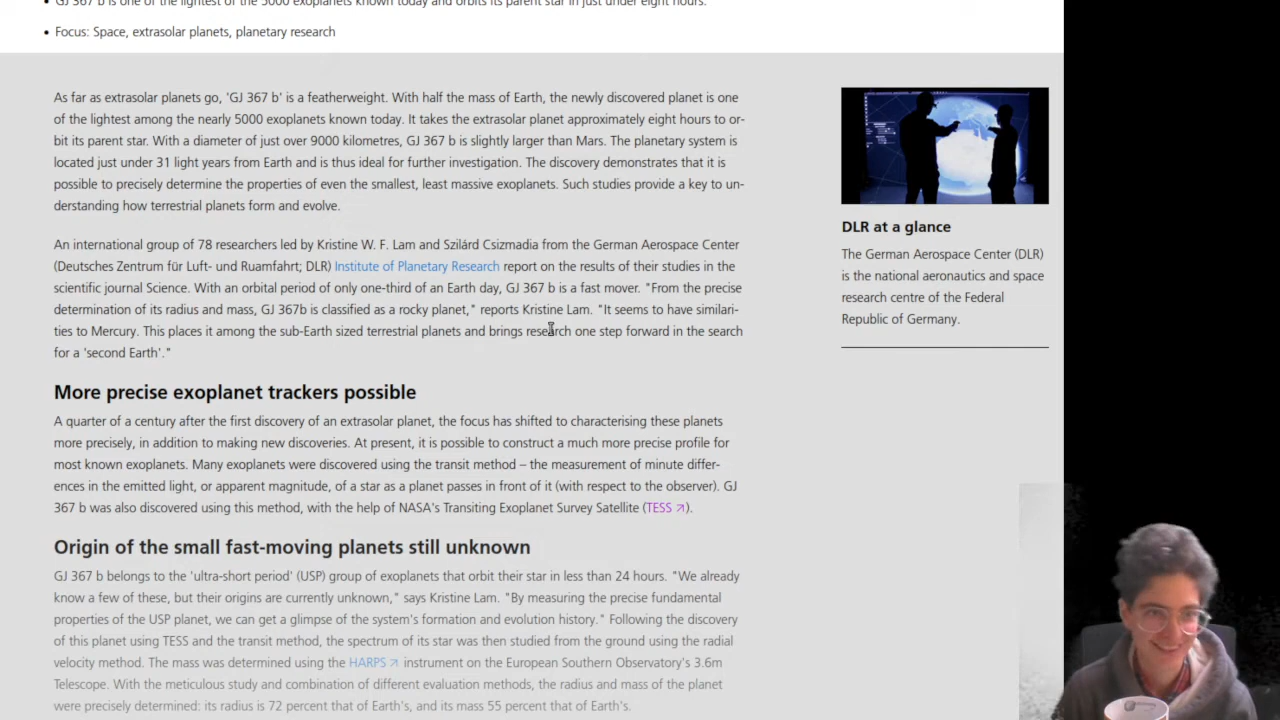 GJ 367 b is one of the lightest of the 5000 exoplanets known today and orbits its parent star in just under eight hours.
Focus: Space, extrasolar planets, planetary research
As far as extrasolar planets go, 'GJ 367 b' is a featherweight. With half the mass of Earth, the newly discovered planet is one
of the lightest among the nearly 5000 exoplanets known today. It takes the extrasolar planet approximately eight hours to or-
bit its parent star. With a diameter of just over 9000 kilometres, GJ 367 b is slightly larger than Mars. The planetary system is
located just under 31 light years from Earth and is thus ideal for further investigation. The discovery demonstrates that it is
possible to precisely determine the properties of even the smallest, least massive exoplanets. Such studies provide a key to un-
derstanding how terrestrial planets form and evolve.
An international group of 78 researchers led by Kristine W. F. Lam and Szilárd Csizmadia from the German Aerospace Center
(Deutsches Zentrum für Luft- und Ruamfahrt; DLR) Institute of Planetary Research report on the results of their studies in the
scientific journal Science. With an orbital period of only one-third of an Earth day, GJ 367 b is a fast mover. "From the precise
determination of its radius and mass, GJ 367b is classified as a rocky planet," reports Kristine Lam. "It seems to have similari-
ties to Mercury. This places it among the sub-Earth sized terrestrial planets and brings research one step forward in the search
for a 'second Earth'."
More precise exoplanet trackers possible
A quarter of a century after the first discovery of an extrasolar planet, the focus has shifted to characterising these planets
more precisely, in addition to making new discoveries. At present, it is possible to construct a much more precise profile for
most known exoplanets. Many exoplanets were discovered using the transit method – the measurement of minute differ-
ences in the emitted light, or apparent magnitude, of a star as a planet passes in front of it (with respect to the observer). GJ
367 b was also discovered using this method, with the help of NASA's Transiting Exoplanet Survey Satellite (TESS ↗).
Origin of the small fast-moving planets still unknown
GJ 367 b belongs to the 'ultra-short period' (USP) group of exoplanets that orbit their star in less than 24 hours. "We already
know a few of these, but their origins are currently unknown," says Kristine Lam. "By measuring the precise fundamental
properties of the USP planet, we can get a glimpse of the system's formation and evolution history." Following the discovery
of this planet using TESS and the transit method, the spectrum of its star was then studied from the ground using the radial
velocity method. The mass was determined using the HARPS ↗ instrument on the European Southern Observatory's 3.6m
Telescope. With the meticulous study and combination of different evaluation methods, the radius and mass of the planet
were precisely determined: its radius is 72 percent that of Earth's, and its mass 55 percent that of Earth's.
DLR at a glance
The German Aerospace Center (DLR)
is the national aeronautics and space
research centre of the Federal
Republic of Germany.